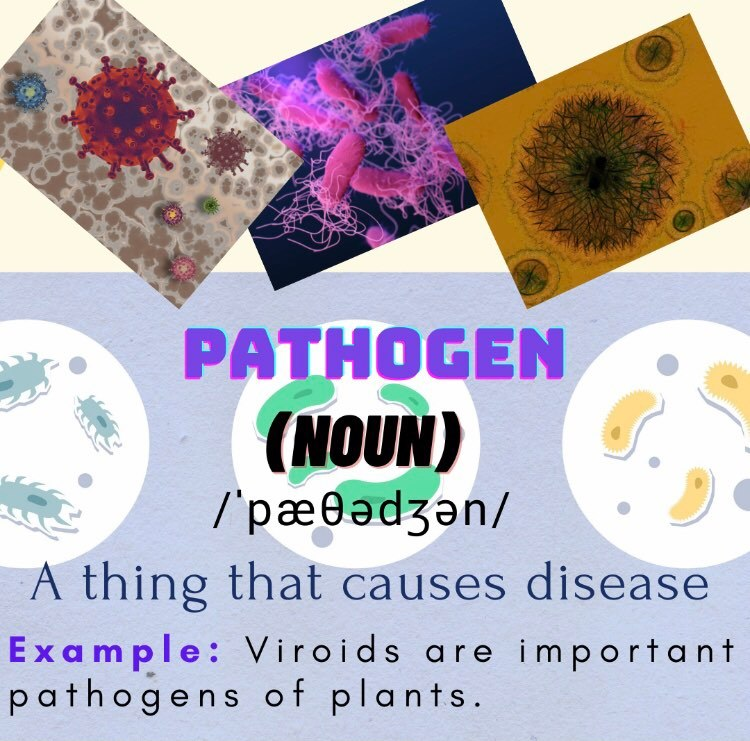 PATHOGEN
(NOUN)
/ˈpæθədʒən/
A thing that causes disease
Example: Viroids are important
pathogens of plants.